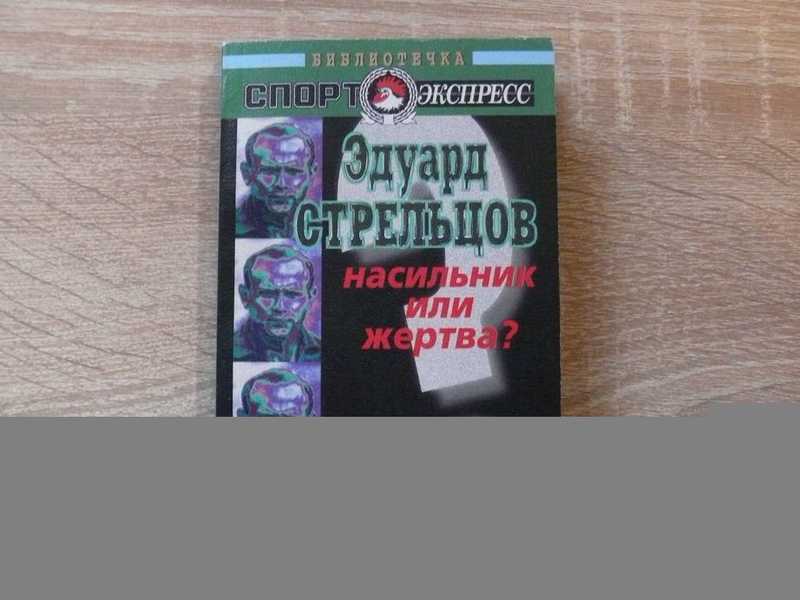 БИБЛИОТЕЧКА
СПОРТ ЭКСПРЕСС
Эдуард
СТРЕЛЬЦОВ
насильник
или
жертва?